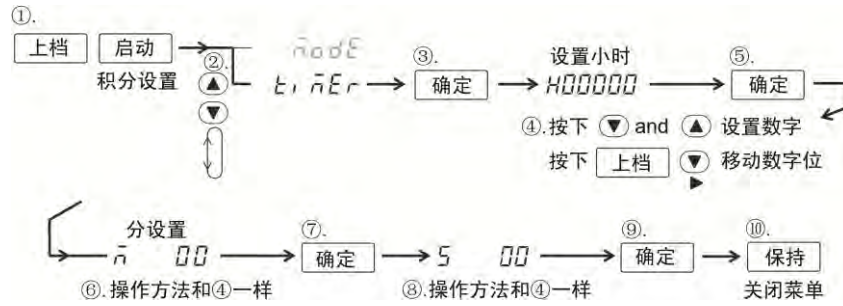 ①.
上档 启动 ②. mode ③. 设置小时 ⑤.
积分设置 ▲ timer 确定 H00000 确定
▼ ④.按下 ▼ and ▲ 设置数字
按下 上档 ▼ 移动数字位
▶
分设置 ⑦. ⑨. ⑩.
m 00 确定 S 00 确定 保持
⑥.操作方法和④一样 ⑧.操作方法和④一样 关闭菜单